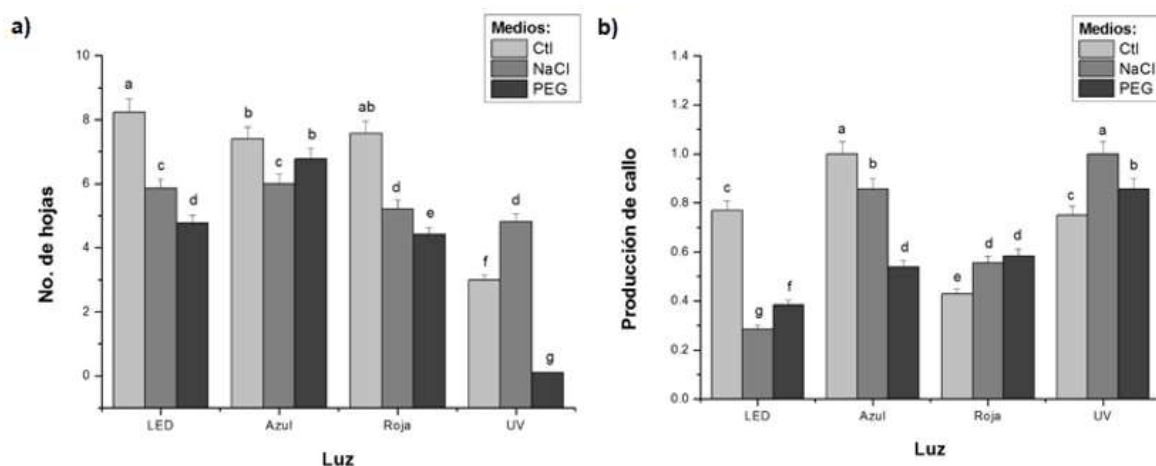 a)
Medios:
Ctl
NaCl
PEG
No. de hojas
10
8
6
4
2
0
a
c
d
b
c
b
ab
d
e
f
d
g
LED
Azul
Roja
UV
Luz
b)
Medios:
Ctl
NaCl
PEG
Producción de callo
1.4
1.2
1.0
0.8
0.6
0.4
0.2
0.0
c
g
f
a
b
d
e
d
d
c
a
b
LED
Azul
Roja
UV
Luz